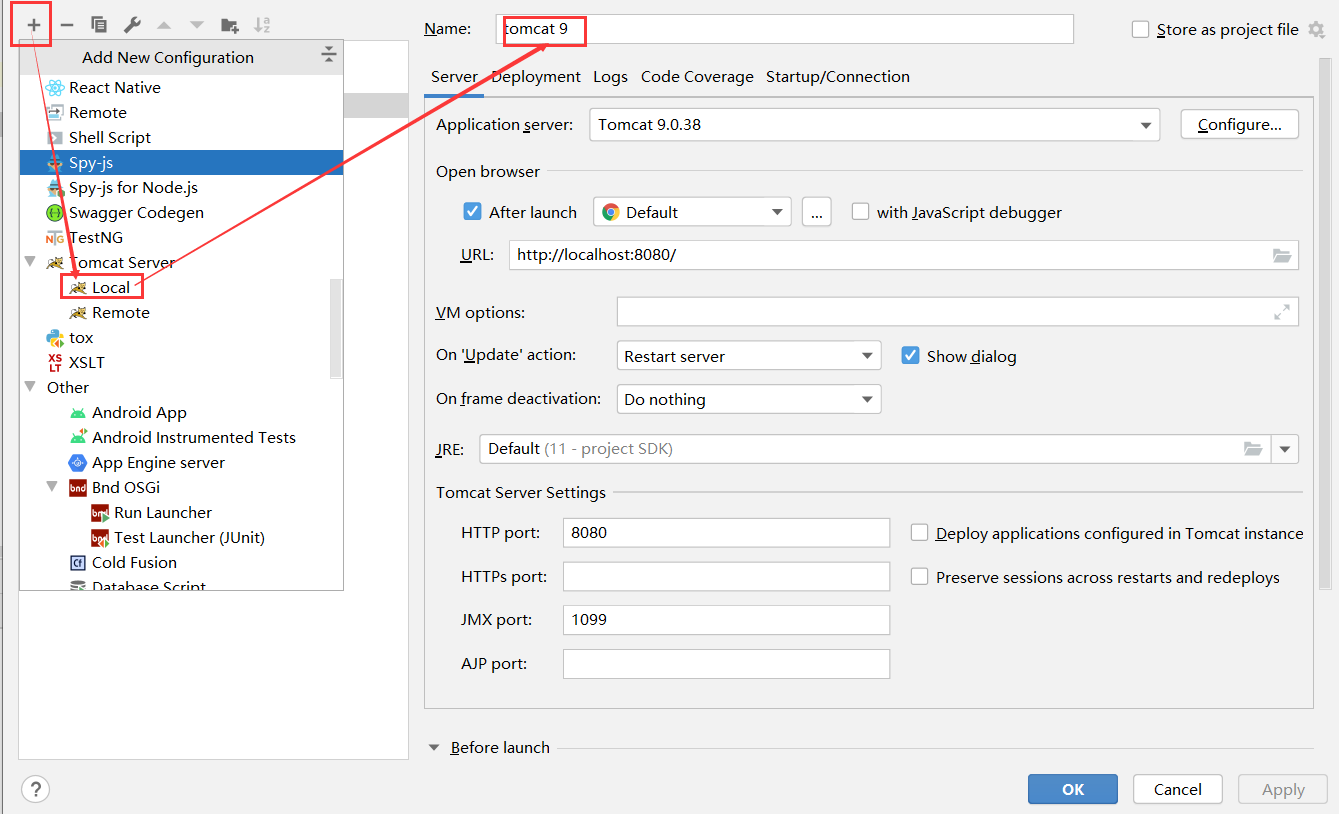 Name: tomcat 9 Store as project file
Add New Configuration
React Native
Remote
Shell Script
Spy-js
Spy-js for Node.js
Swagger Codegen
TestNG
Tomcat Server
Local
Remote
tox
XSLT
Other
Android App
Android Instrumented Tests
App Engine server
Bnd OSGi
Run Launcher
Test Launcher (JUnit)
Cold Fusion
Database Script
Server Deployment Logs Code Coverage Startup/Connection
Application server: Tomcat 9.0.38 Configure...
Open browser
After launch Default ... with JavaScript debugger
URL: http://localhost:8080/
VM options:
On 'Update' action: Restart server Show dialog
On frame deactivation: Do nothing
JRE: Default (11 - project SDK)
Tomcat Server Settings
HTTP port: 8080 Deploy applications configured in Tomcat instance
HTTPs port: Preserve sessions across restarts and redeploys
JMX port: 1099
AJP port:
Before launch
? OK Cancel Apply